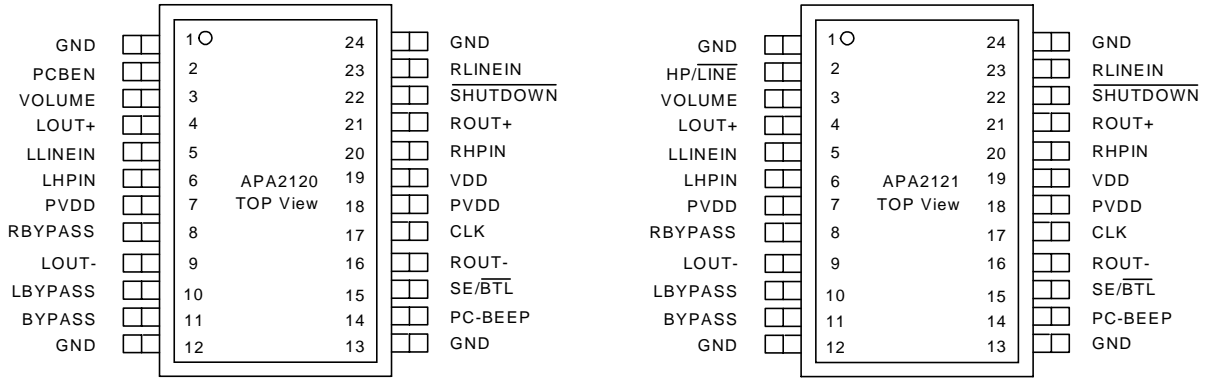 GND 1 24 GND
PCBEN 2 23 RLINEIN
VOLUME 3 22 SHUTDOWN
LOUT+ 4 21 ROUT+
LLINEIN 5 20 RHPIN
LHPIN 6 APA2120 19 VDD
PVDD 7 TOP View 18 PVDD
RBYPASS 8 17 CLK
LOUT- 9 16 ROUT-
LBYPASS 10 15 SE/BTL
BYPASS 11 14 PC-BEEP
GND 12 13 GND
GND 1 24 GND
HP/LINE 2 23 RLINEIN
VOLUME 3 22 SHUTDOWN
LOUT+ 4 21 ROUT+
LLINEIN 5 20 RHPIN
LHPIN 6 APA2121 19 VDD
PVDD 7 TOP View 18 PVDD
RBYPASS 8 17 CLK
LOUT- 9 16 ROUT-
LBYPASS 10 15 SE/BTL
BYPASS 11 14 PC-BEEP
GND 12 13 GND